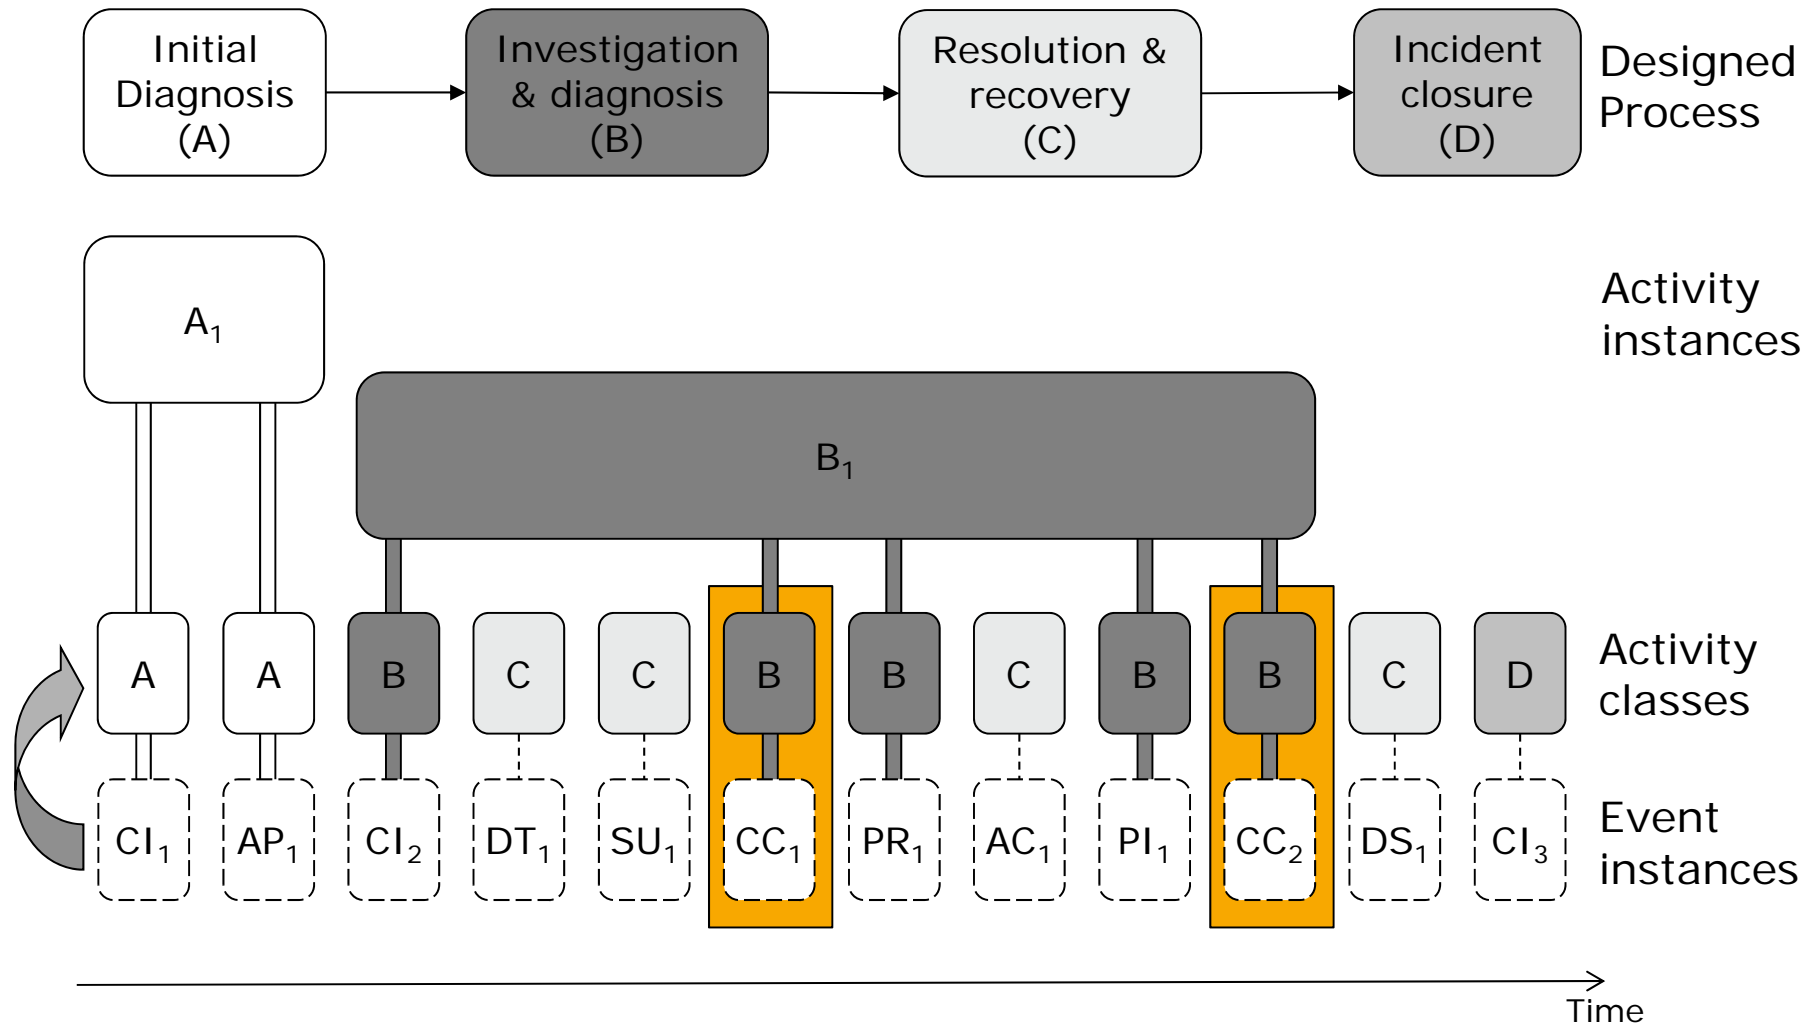 Initial
Diagnosis
(A)
Investigation
& diagnosis
(B)
Resolution &
recovery
(C)
Incident
closure
(D)
Designed
Process
A₁
Activity
instances
B₁
A A B C C B B C B B C D
Activity
classes
CI₁ AP₁ CI₂ DT₁ SU₁ CC₁ PR₁ AC₁ PI₁ CC₂ DS₁ CI₃
Event
instances
Time